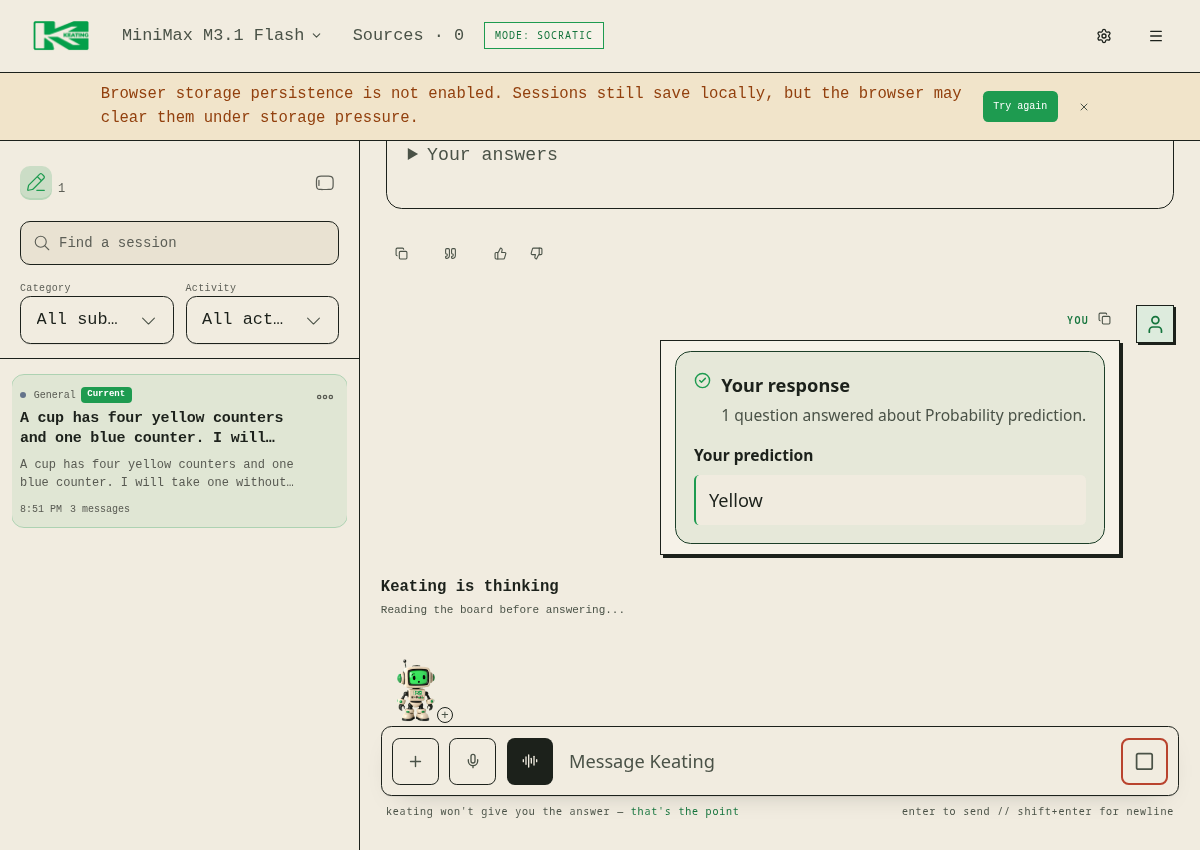 KEATING
MiniMax M3.1 Flash
Sources · 0
MODE: SOCRATIC
Browser storage persistence is not enabled. Sessions still save locally, but the browser may
clear them under storage pressure.
Try again
1
Find a session
Category
Activity
All sub…
All act…
General
Current
A cup has four yellow counters
and one blue counter. I will…
A cup has four yellow counters and one
blue counter. I will take one without…
8:51 PM 3 messages
Your answers
YOU
Your response
1 question answered about Probability prediction.
Your prediction
Yellow
Keating is thinking
Reading the board before answering...
Message Keating
keating won't give you the answer — that's the point
enter to send // shift+enter for newline